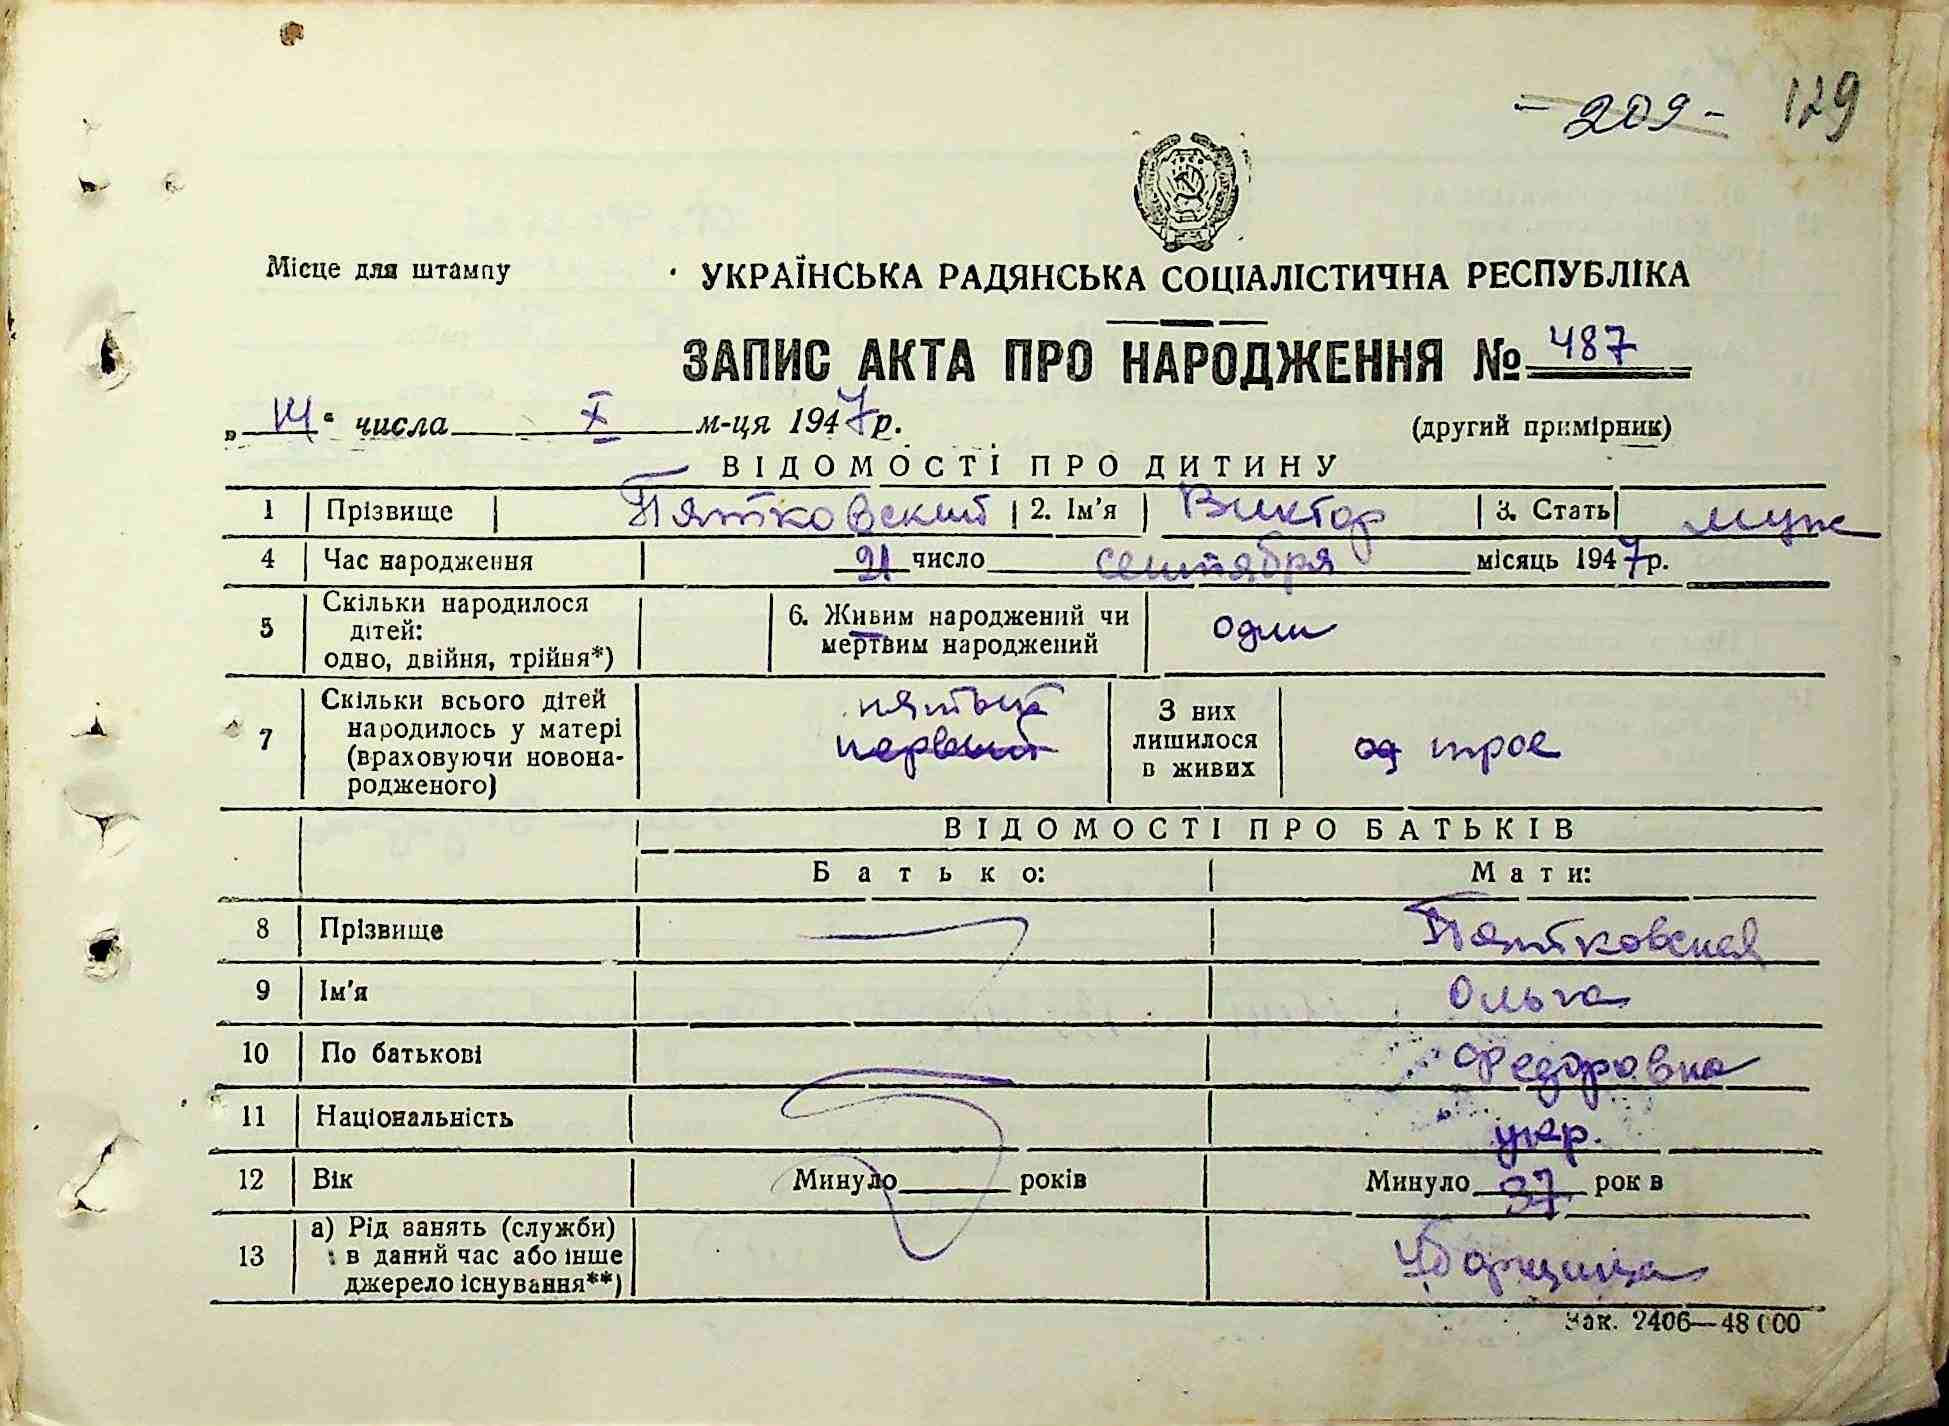 - 209 - 129
Місце для штампу
УКРАЇНСЬКА РАДЯНСЬКА СОЦІАЛІСТИЧНА РЕСПУБЛІКА
ЗАПИС АКТА ПРО НАРОДЖЕННЯ № 487
„14“ числа X м-ця 1947 р.
(другий примірник)
ВІДОМОСТІ ПРО ДИТИНУ
1 Прізвище Пятковский 2. Ім'я Виктор 3. Стать муж
4 Час народження 21 число сентября місяць 1947 р.
5 Скільки народилося дітей: одно, двійня, трійня*) 6. Живим народжений чи мертвим народжений один
7 Скільки всього дітей народилось у матері (враховуючи новонародженого) пятый первый З них лишилося в живих од трое
ВІДОМОСТІ ПРО БАТЬКІВ
Батько: Мати:
8 Прізвище Пятковская
9 Ім'я Ольга
10 По батькові Федоровна
11 Національність укр.
12 Вік Минуло років Минуло 37 рок в
13 а) Рід занять (служби) в даний час або інше джерело існування**) Уборщица
Зак. 2406—48 000